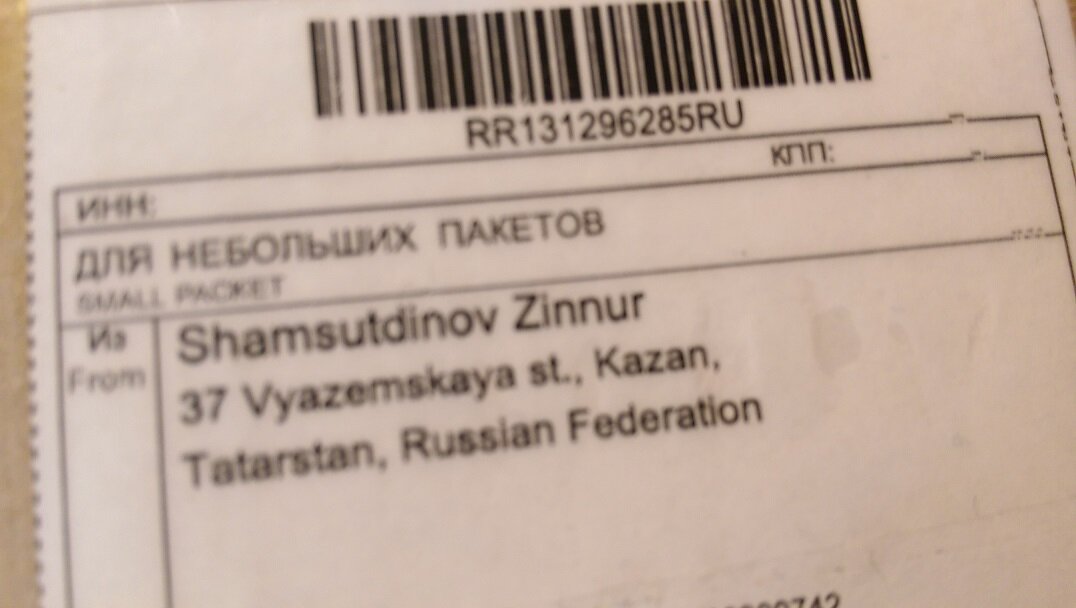 RR131296285RU
КПП:
ИНН:
ДЛЯ НЕБОЛЬШИХ ПАКЕТОВ
SMALL PACKET
Из
From
Shamsutdinov Zinnur
37 Vyazemskaya st., Kazan,
Tatarstan, Russian Federation